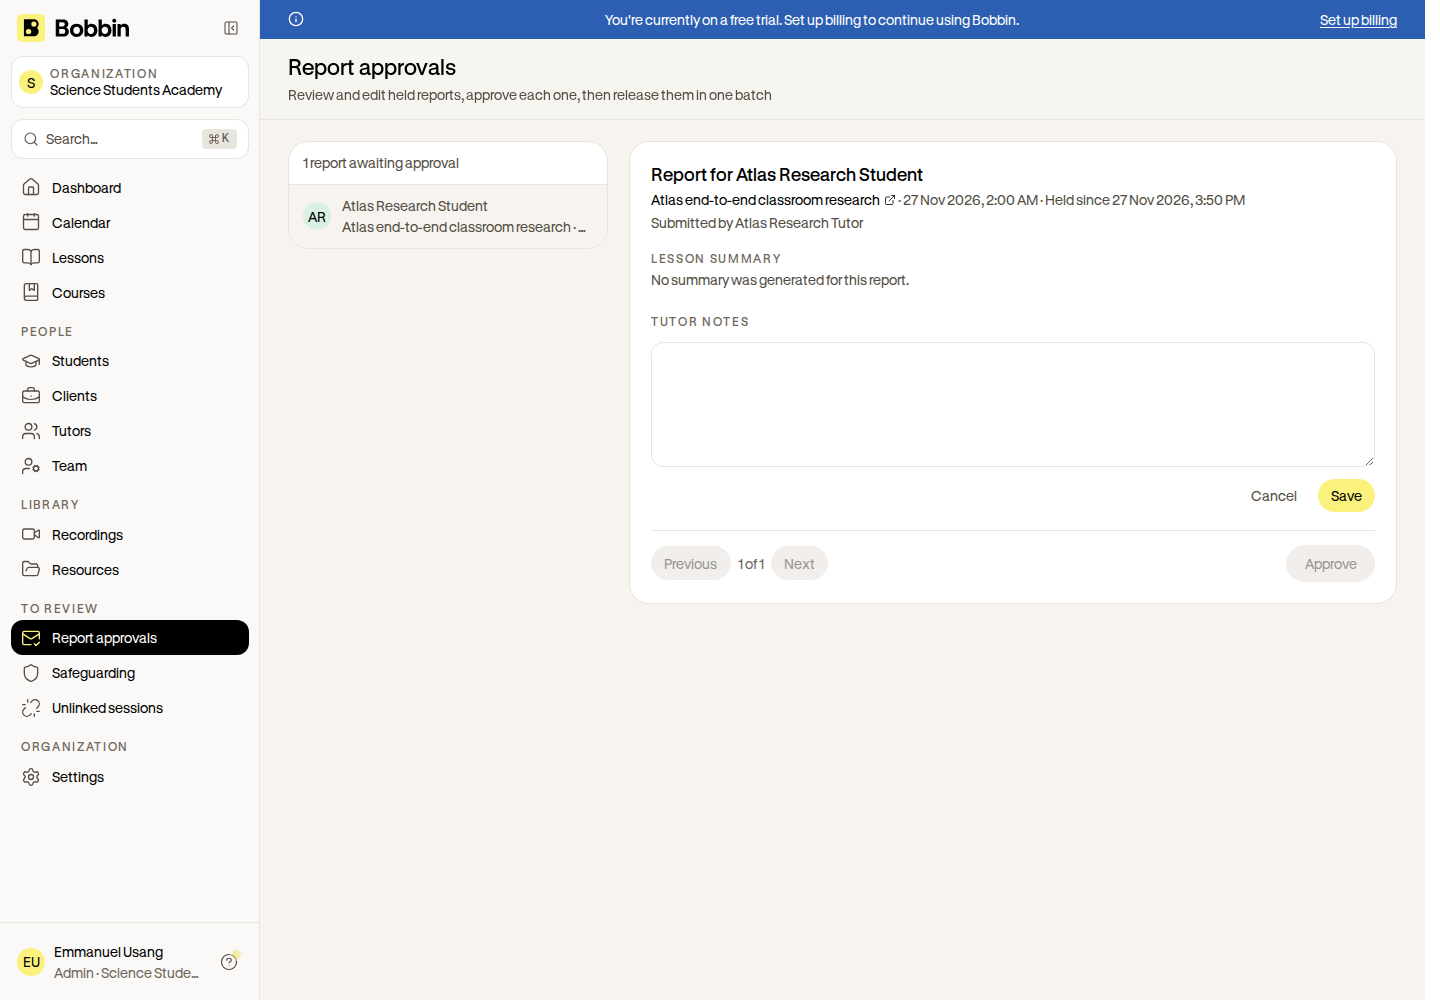 Bobbin
ORGANIZATION
S
Science Students Academy
Search...
⌘ K
Dashboard
Calendar
Lessons
Courses
PEOPLE
Students
Clients
Tutors
Team
LIBRARY
Recordings
Resources
TO REVIEW
Report approvals
Safeguarding
Unlinked sessions
ORGANIZATION
Settings
EU
Emmanuel Usang
Admin · Science Stude...
You're currently on a free trial. Set up billing to continue using Bobbin.
Set up billing
Report approvals
Review and edit held reports, approve each one, then release them in one batch
1 report awaiting approval
AR
Atlas Research Student
Atlas end-to-end classroom research · ...
Report for Atlas Research Student
Atlas end-to-end classroom research · 27 Nov 2026, 2:00 AM · Held since 27 Nov 2026, 3:50 PM
Submitted by Atlas Research Tutor
LESSON SUMMARY
No summary was generated for this report.
TUTOR NOTES
Cancel
Save
Previous
1 of 1
Next
Approve